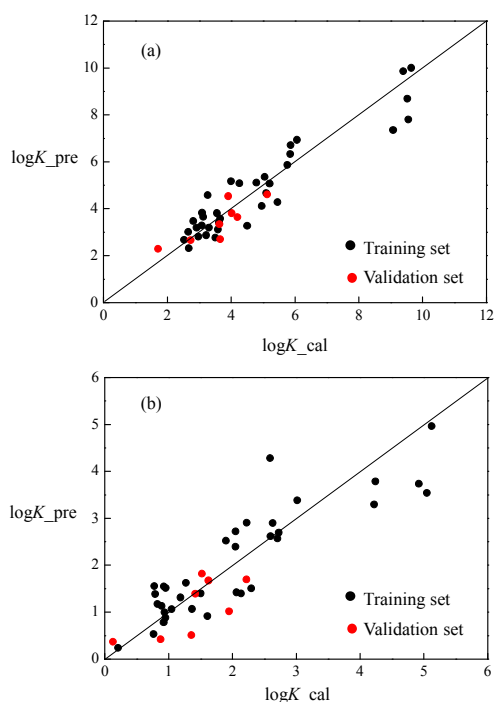 (a)
12
10
8
6
4
2
0
logK_pre
Training set
Validation set
0 2 4 6 8 10 12
logK_cal
(b)
6
5
4
3
2
1
0
logK_pre
Training set
Validation set
0 1 2 3 4 5 6
logK_cal